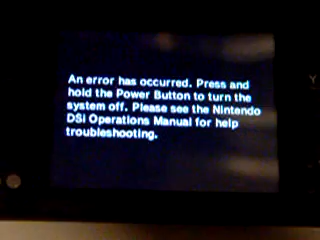 An error has occurred. Press and
hold the Power Button to turn the
system off. Please see the Nintendo
DSi Operations Manual for help
troubleshooting.
Y